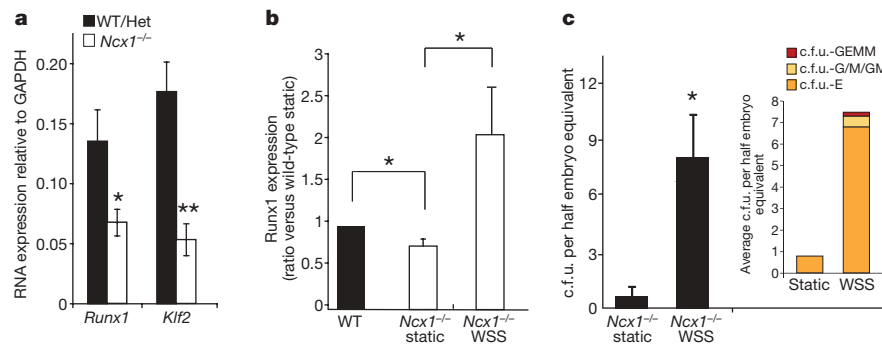 a
WT/Het
Ncx1–/–
RNA expression relative to GAPDH
0.20
0.15
0.10
0.05
0
*
**
Runx1
Klf2
b
Runx1 expression
(ratio versus wild-type static)
3
2.5
2
1.5
1
0.5
0
*
*
WT
Ncx1–/–
static
Ncx1–/–
WSS
c
c.f.u. per half embryo equivalent
12
9
6
3
0
*
Ncx1–/–
static
Ncx1–/–
WSS
c.f.u.-GEMM
c.f.u.-G/M/GM
c.f.u.-E
Average c.f.u. per half embryo
equivalent
8
7
6
5
4
3
2
1
0
Static
WSS